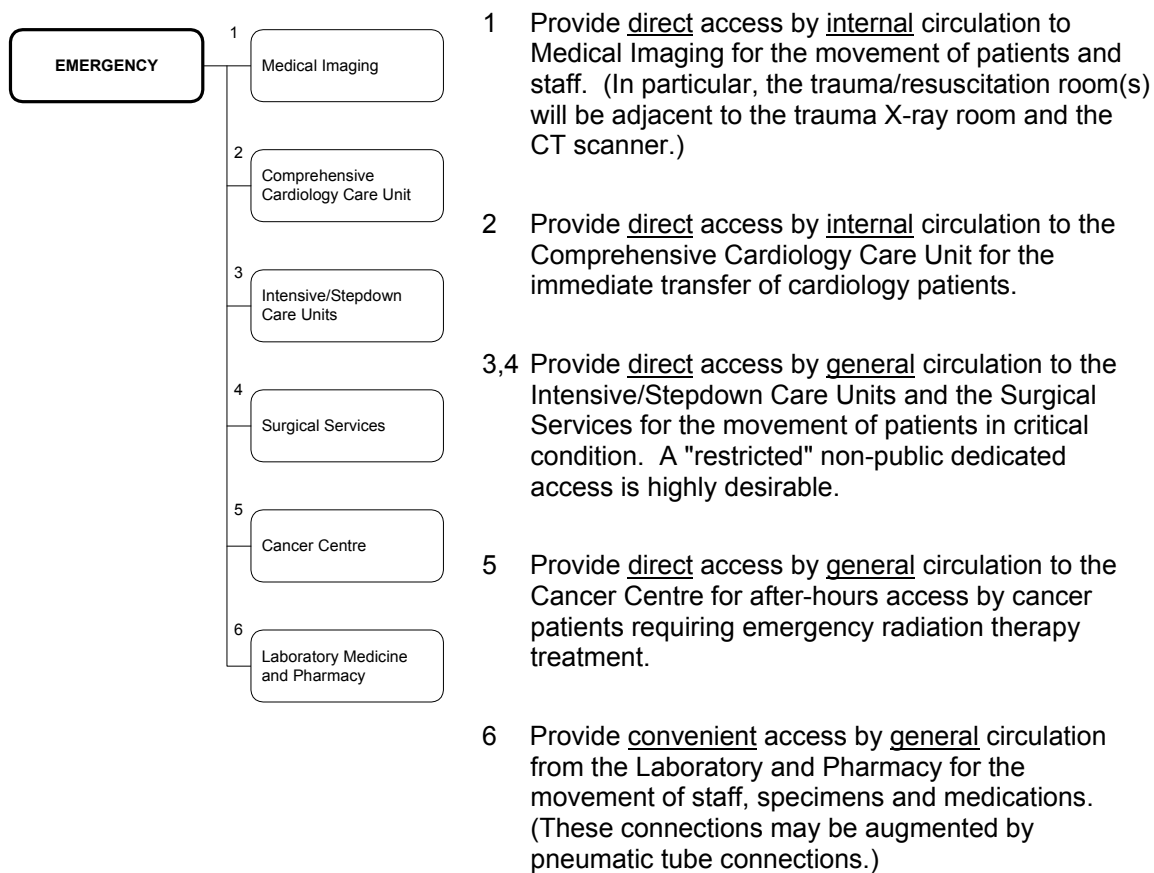 EMERGENCY
1
Medical Imaging
2
Comprehensive
Cardiology Care Unit
3
Intensive/Stepdown
Care Units
4
Surgical Services
5
Cancer Centre
6
Laboratory Medicine
and Pharmacy
1 Provide direct access by internal circulation to
Medical Imaging for the movement of patients and
staff. (In particular, the trauma/resuscitation room(s)
will be adjacent to the trauma X-ray room and the
CT scanner.)
2 Provide direct access by internal circulation to the
Comprehensive Cardiology Care Unit for the
immediate transfer of cardiology patients.
3,4 Provide direct access by general circulation to the
Intensive/Stepdown Care Units and the Surgical
Services for the movement of patients in critical
condition. A "restricted" non-public dedicated
access is highly desirable.
5 Provide direct access by general circulation to the
Cancer Centre for after-hours access by cancer
patients requiring emergency radiation therapy
treatment.
6 Provide convenient access by general circulation
from the Laboratory and Pharmacy for the
movement of staff, specimens and medications.
(These connections may be augmented by
pneumatic tube connections.)